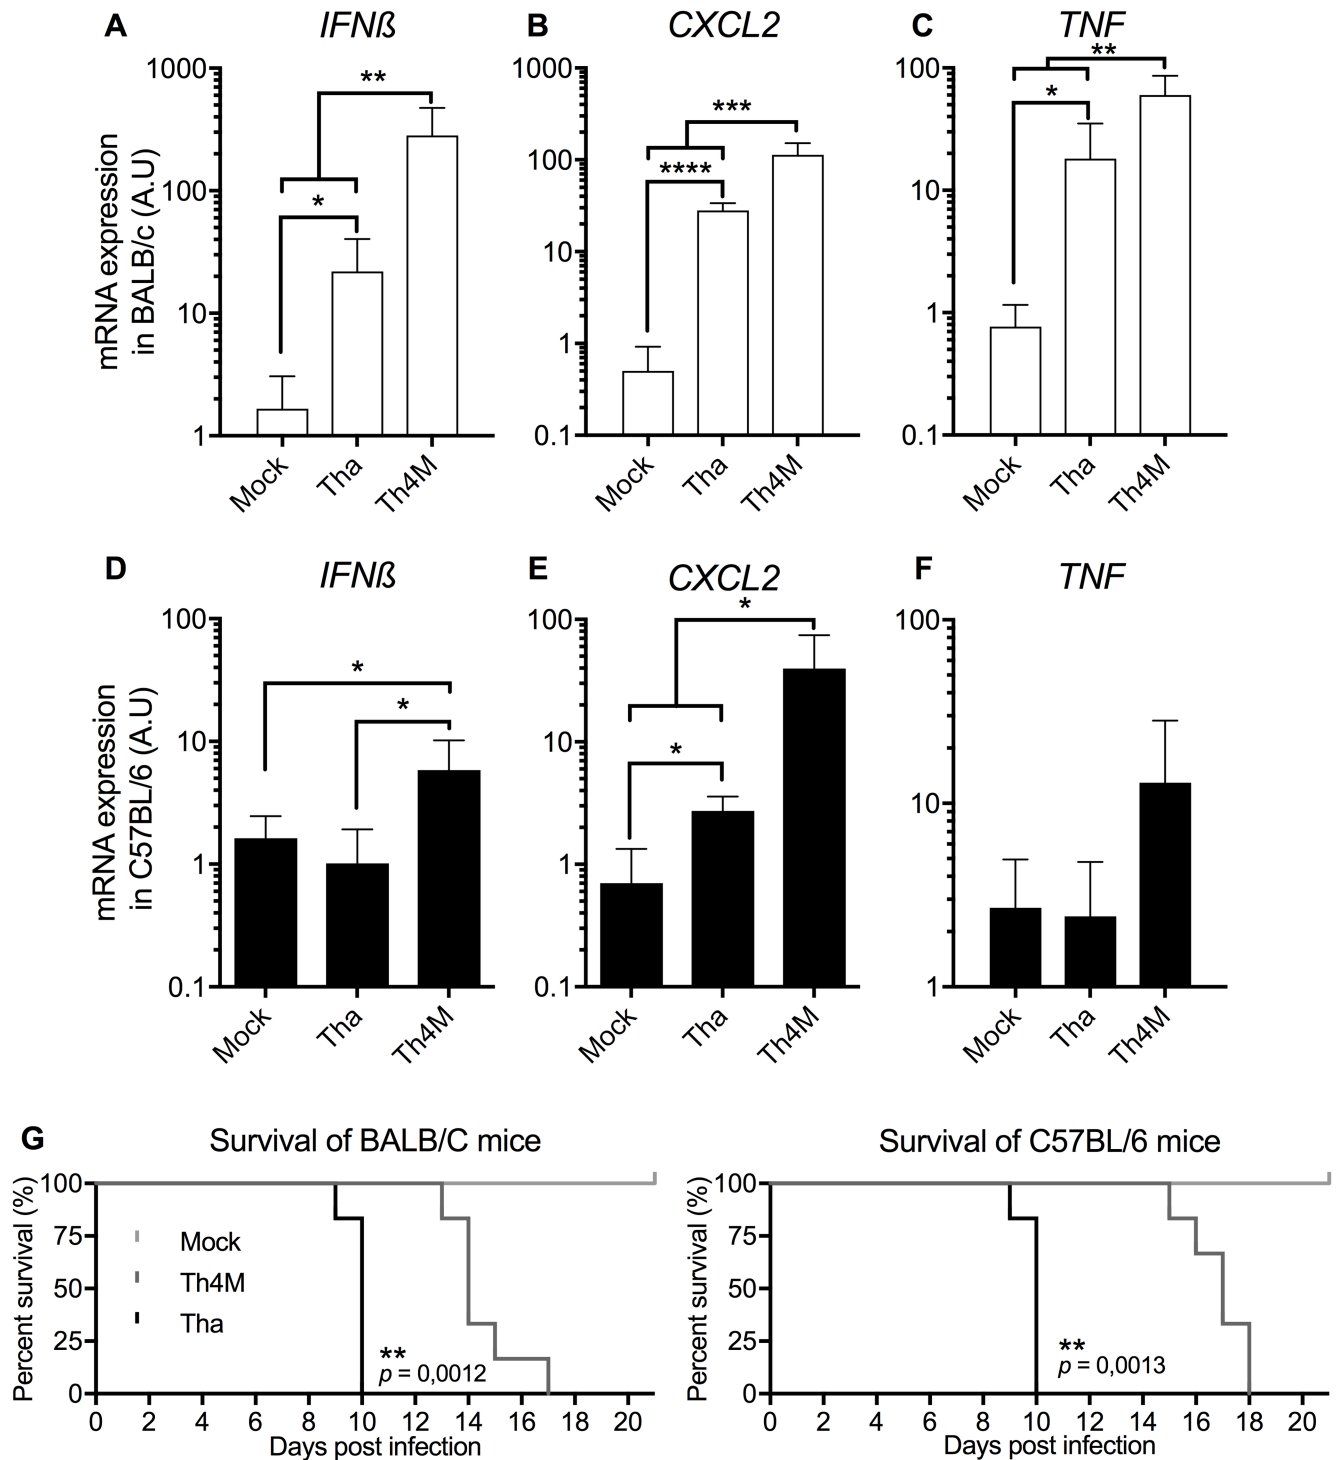 A
IFNß
B
CXCL2
C
TNF
mRNA expression
in BALB/c (A.U)
1000
100
10
1
**
*
Mock
Tha
Th4M
1000
100
10
1
0.1
***
****
Mock
Tha
Th4M
100
10
1
0.1
**
*
Mock
Tha
Th4M
D
IFNß
E
CXCL2
F
TNF
mRNA expression
in C57BL/6 (A.U)
100
10
1
0.1
*
*
Mock
Tha
Th4M
100
10
1
0.1
*
*
Mock
Tha
Th4M
100
10
1
Mock
Tha
Th4M
G
Survival of BALB/C mice
Percent survival (%)
100
75
50
25
0
Mock
Th4M
Tha
**
p = 0,0012
0 2 4 6 8 10 12 14 16 18 20
Days post infection
Survival of C57BL/6 mice
Percent survival (%)
100
75
50
25
0
**
p = 0,0013
0 2 4 6 8 10 12 14 16 18 20
Days post infection